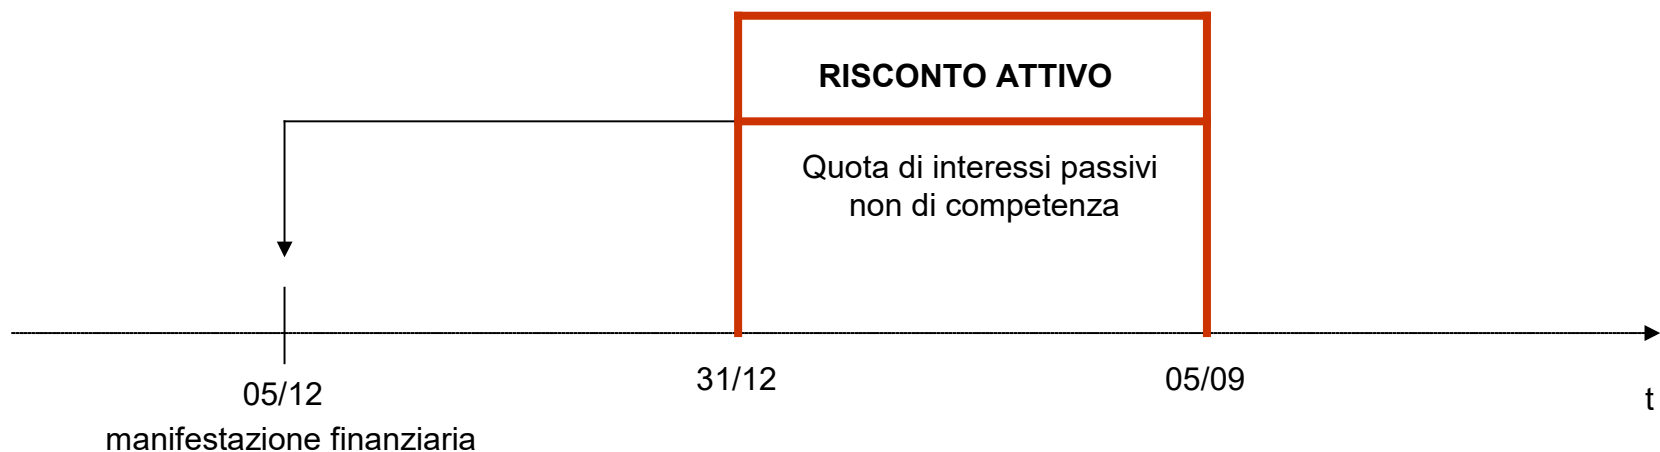 RISCONTO ATTIVO
Quota di interessi passivi
non di competenza
05/12
31/12
05/09
t
manifestazione finanziaria